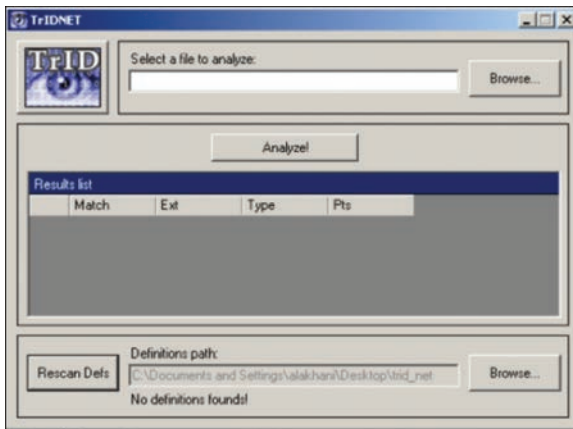 TrIDNET
TrID
Select a file to analyze:
Browse...
Analyze!
Results list
Match Ext Type Pts
Definitions path:
Rescan Defs C:\Documents and Settings\alakhani\Desktop\trid_net Browse...
No definitions founds!